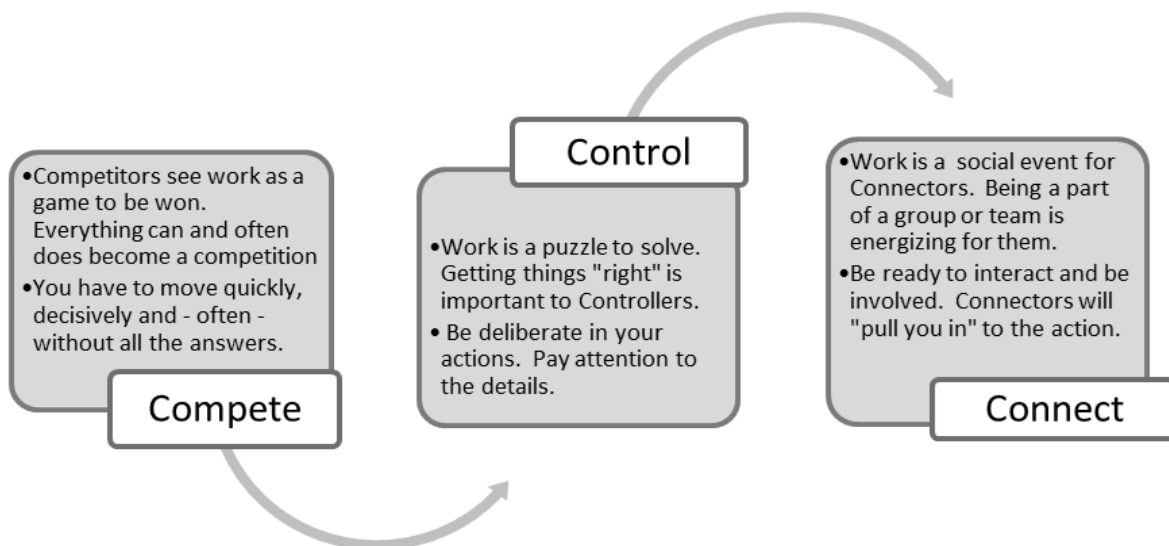 •Competitors see work as a
game to be won.
Everything can and often
does become a competition
•You have to move quickly,
decisively and - often -
without all the answers.
Compete
Control
•Work is a puzzle to solve.
Getting things "right" is
important to Controllers.
• Be deliberate in your
actions.  Pay attention to
the details.
•Work is a  social event for
Connectors.  Being a part
of a group or team is
energizing for them.
•Be ready to interact and be
involved.  Connectors will
"pull you in" to the action.
Connect